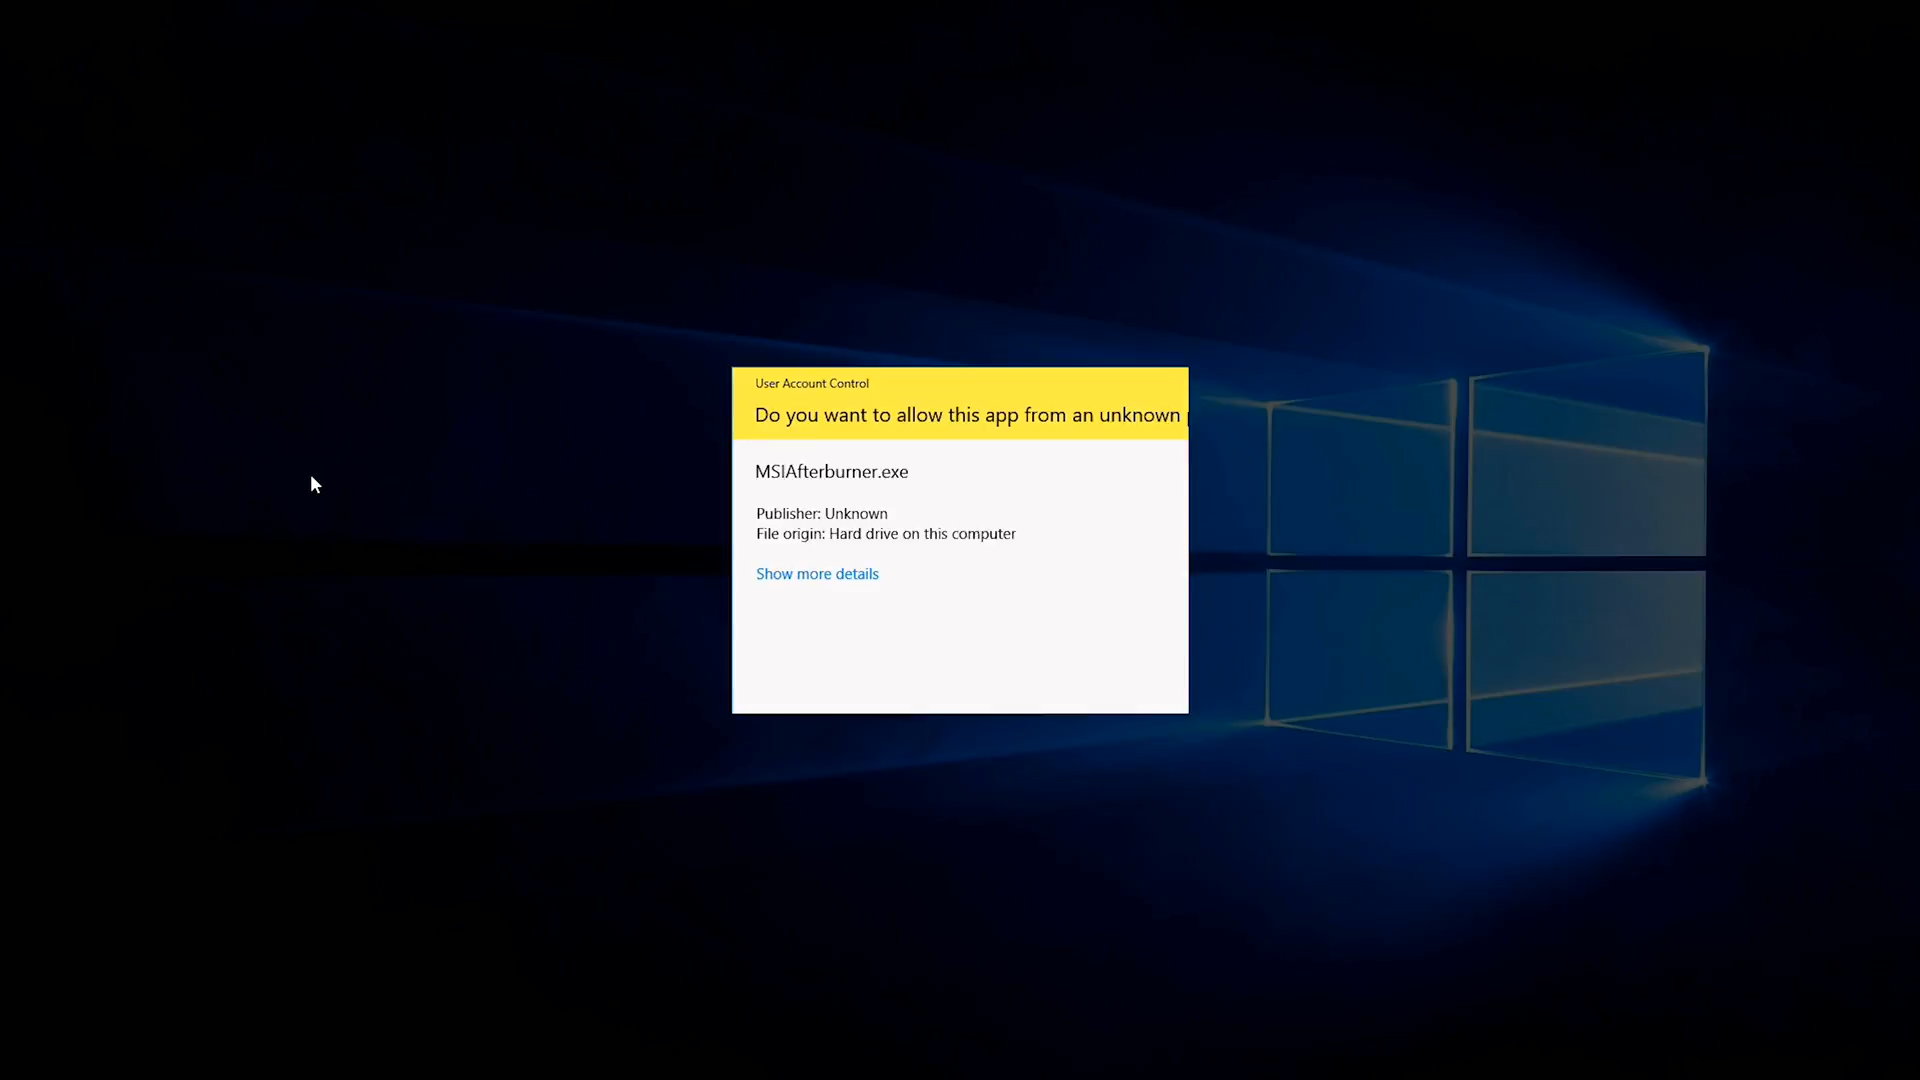 User Account Control
Do you want to allow this app from an unknown
MSIAfterburner.exe
Publisher: Unknown
File origin: Hard drive on this computer
Show more details